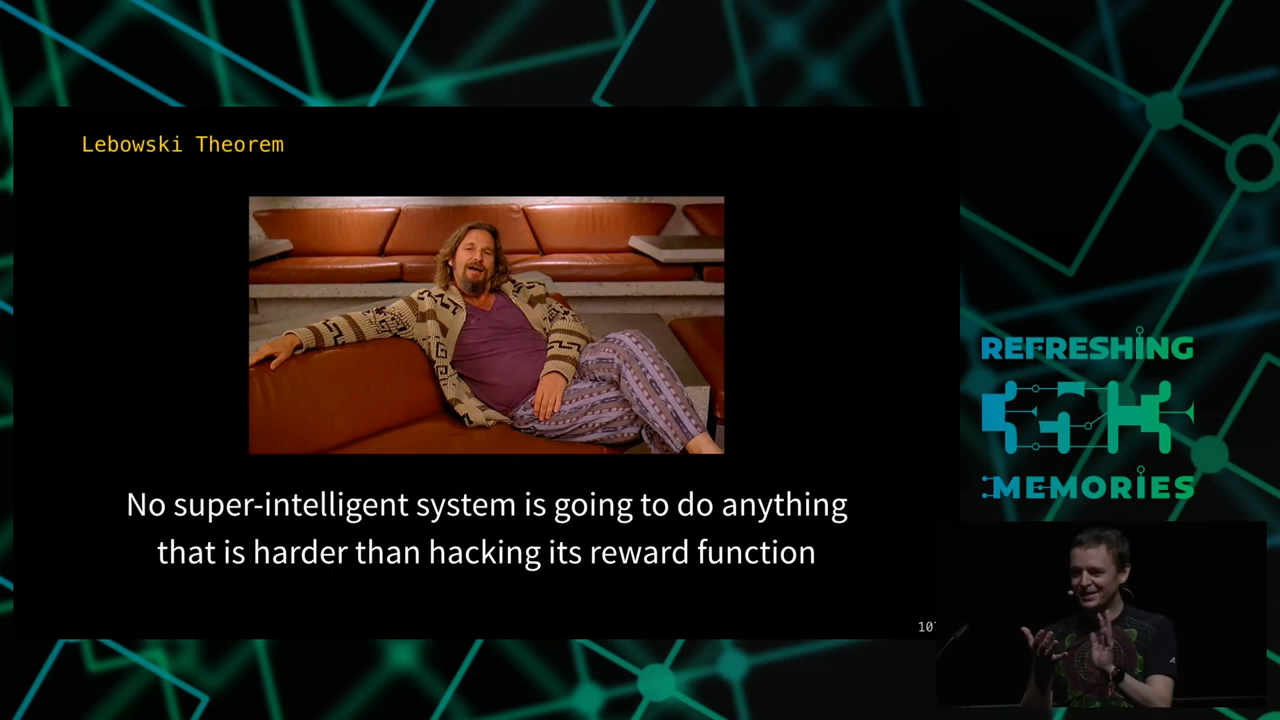 Lebowski Theorem
No super-intelligent system is going to do anything
that is harder than hacking its reward function
REFRESHING
35K3
MEMORIES